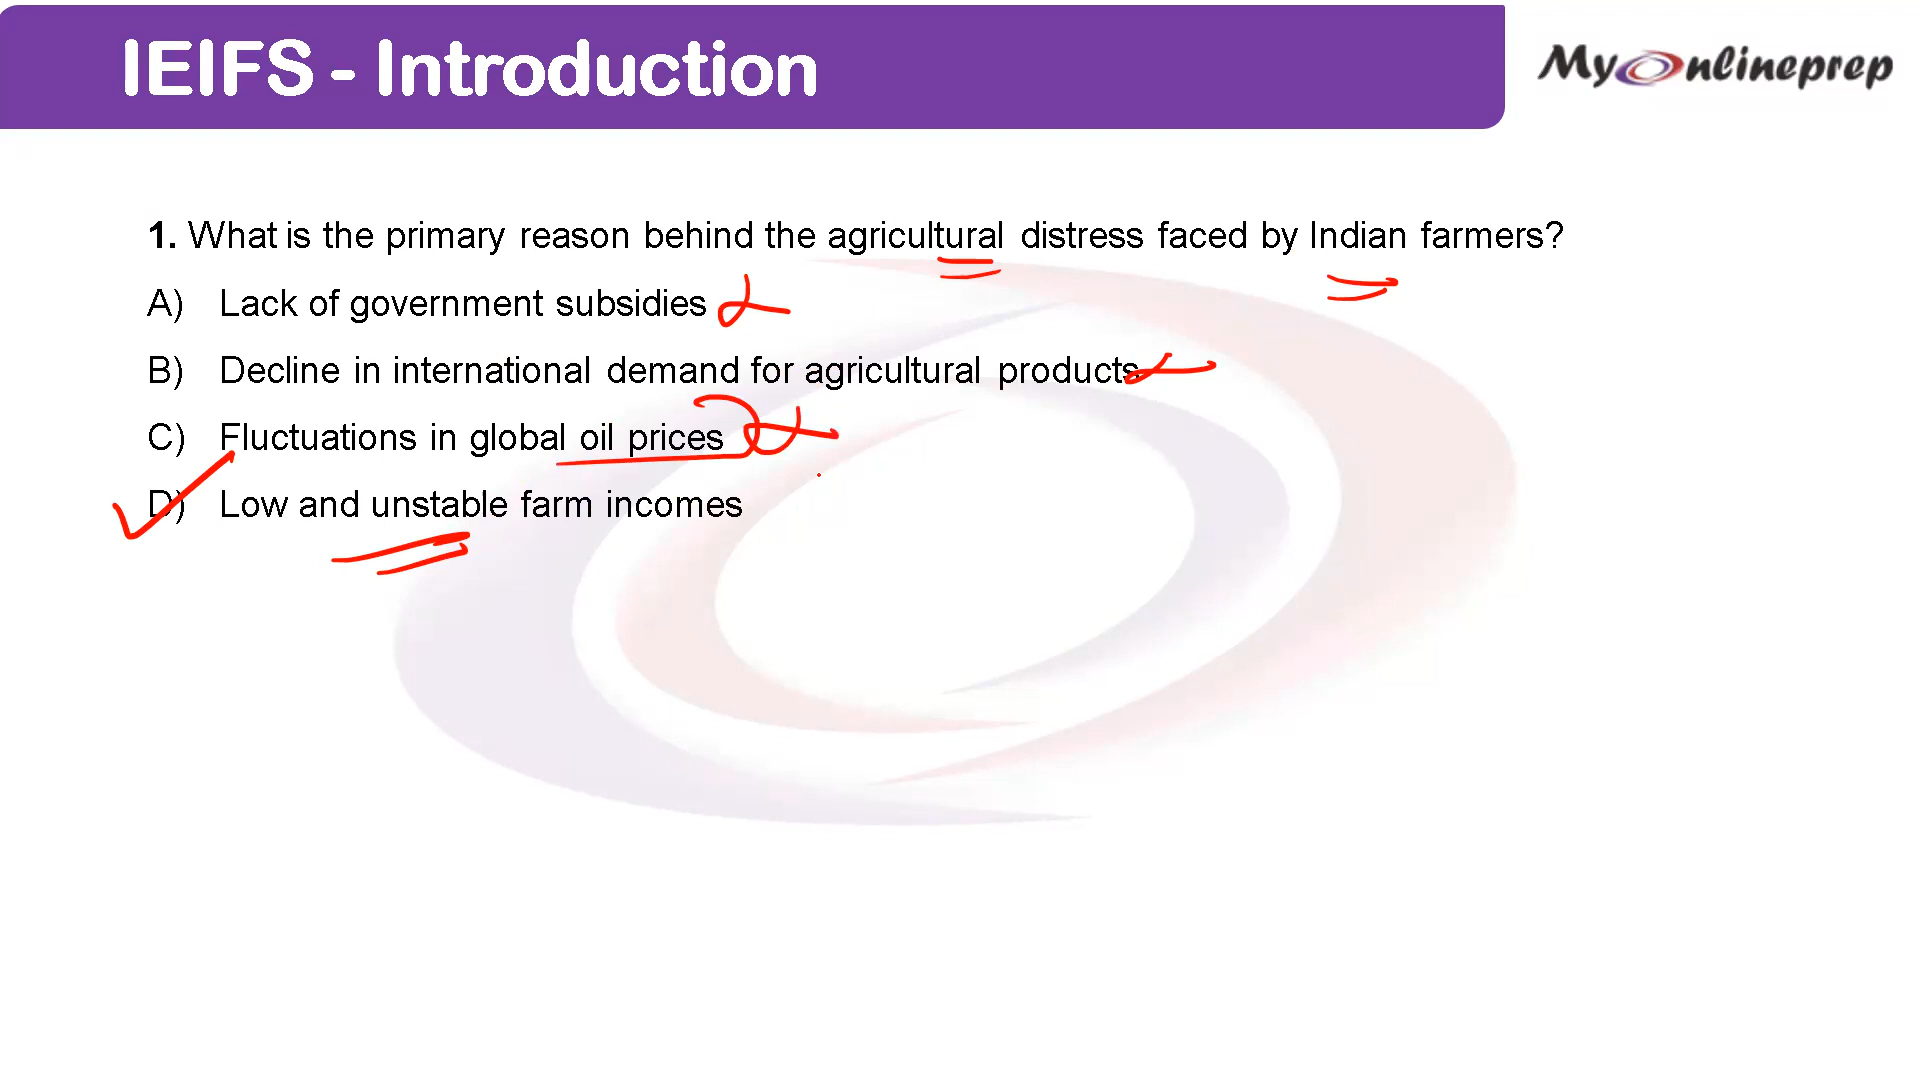 IEIFS - Introduction
MyOnlineprep
1. What is the primary reason behind the agricultural distress faced by Indian farmers?
A) Lack of government subsidies
B) Decline in international demand for agricultural products
C) Fluctuations in global oil prices
D) Low and unstable farm incomes